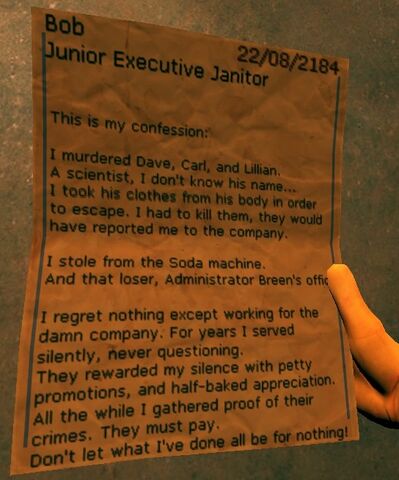 Bob
22/08/2184
Junior Executive Janitor
This is my confession:
I murdered Dave, Carl, and Lillian.
A scientist, I don't know his name...
I took his clothes from his body in order
to escape. I had to kill them, they would
have reported me to the company.
I stole from the Soda machine.
And that loser, Administrator Breen's offic
I regret nothing except working for the
damn company. For years I served
silently, never questioning.
They rewarded my silence with petty
promotions, and half-baked appreciation.
All the while I gathered proof of their
crimes. They must pay.
Don't let what I've done all be for nothing!